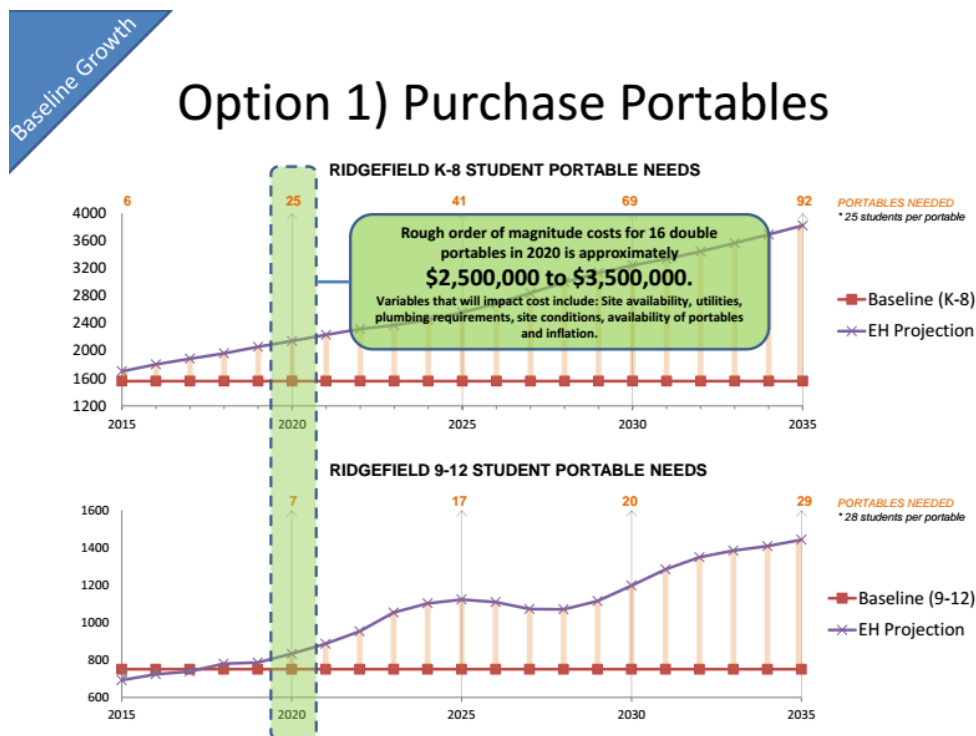 Baseline Growth
Option 1) Purchase Portables
RIDGEFIELD K-8 STUDENT PORTABLE NEEDS
6 25 41 69 92
PORTABLES NEEDED
* 25 students per portable
4000
3600
3200
2800
2400
2000
1600
1200
Rough order of magnitude costs for 16 double
portables in 2020 is approximately
$2,500,000 to $3,500,000.
Variables that will impact cost include: Site availability, utilities,
plumbing requirements, site conditions, availability of portables
and inflation.
Baseline (K-8)
EH Projection
2015 2020 2025 2030 2035
RIDGEFIELD 9-12 STUDENT PORTABLE NEEDS
7 17 20 29
PORTABLES NEEDED
* 28 students per portable
1600
1400
1200
1000
800
600
Baseline (9-12)
EH Projection
2015 2020 2025 2030 2035